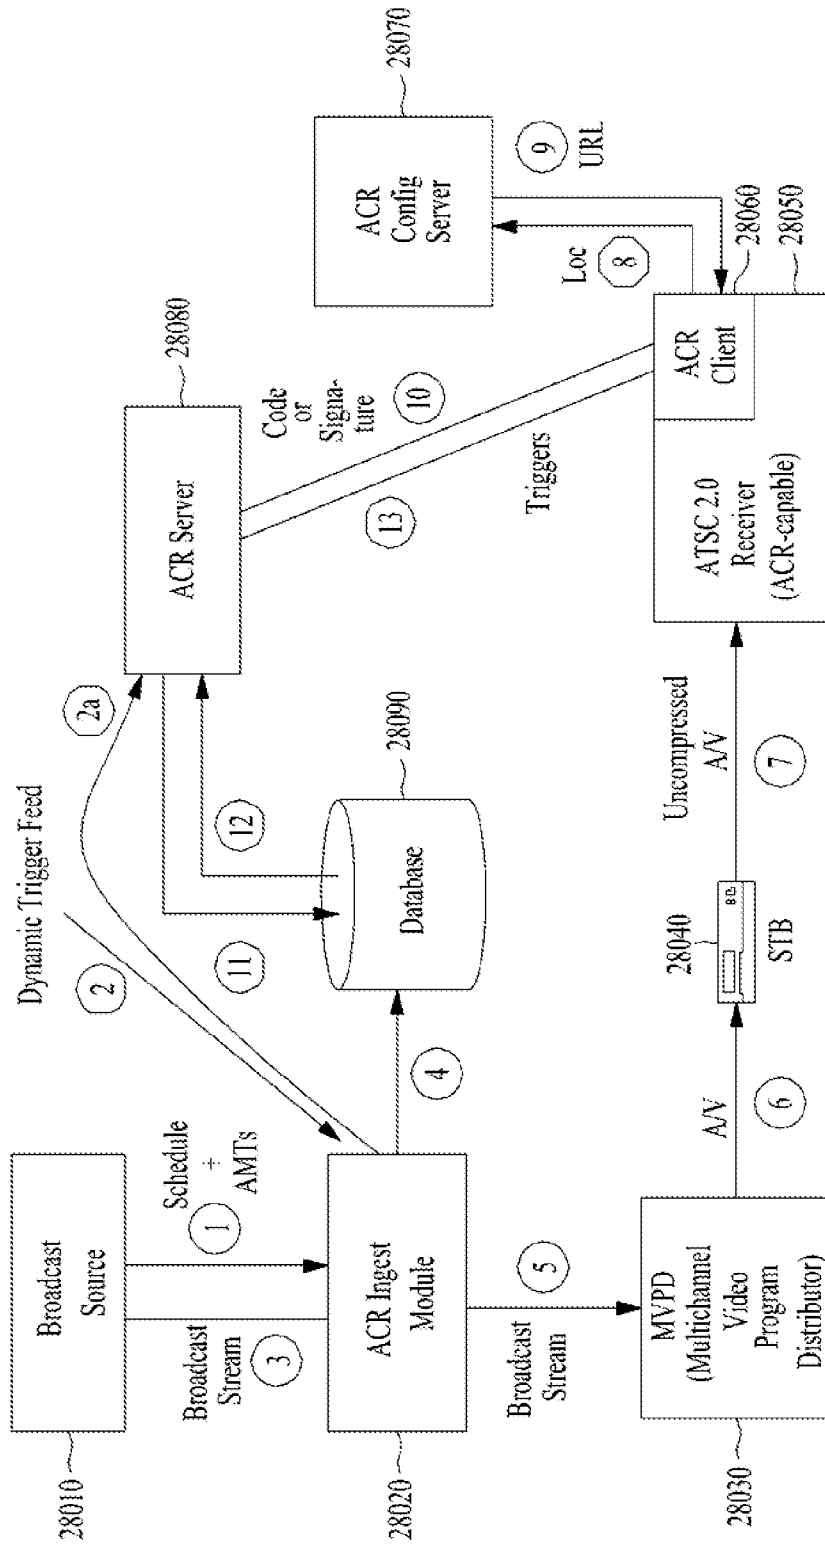 28010
Broadcast
Source
Broadcast
Stream
3
1
Schedule
+
AMTs
Dynamic Trigger Feed
2
2a
28020
ACR Ingest
Module
4
Database
28090
11
12
ACR Server
28080
Code
or
Signa-
ture
10
13
Triggers
ACR
Config
Server
28070
Loc
8
9
URL
Broadcast
Stream
5
28030
MVPD
(Multichannel
Video
Program
Distributor)
A/V
6
28040
STB
Uncompressed
A/V
7
ATSC 2.0
Receiver
(ACR-capable)
ACR
Client
28060
28050